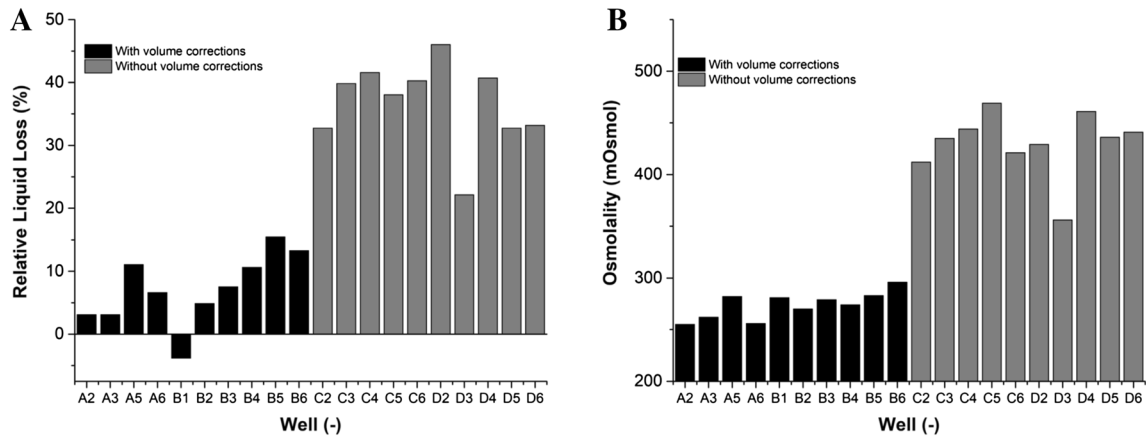 A
With volume corrections
Without volume corrections
Relative Liquid Loss (%)
50
40
30
20
10
0
A2 A3 A5 A6 B1 B2 B3 B4 B5 B6 C2 C3 C4 C5 C6 D2 D3 D4 D5 D6
Well (-)
B
With volume corrections
Without volume corrections
Osmolality (mOsmol)
500
400
300
200
A2 A3 A5 A6 B1 B2 B3 B4 B5 B6 C2 C3 C4 C5 C6 D2 D3 D4 D5 D6
Well (-)